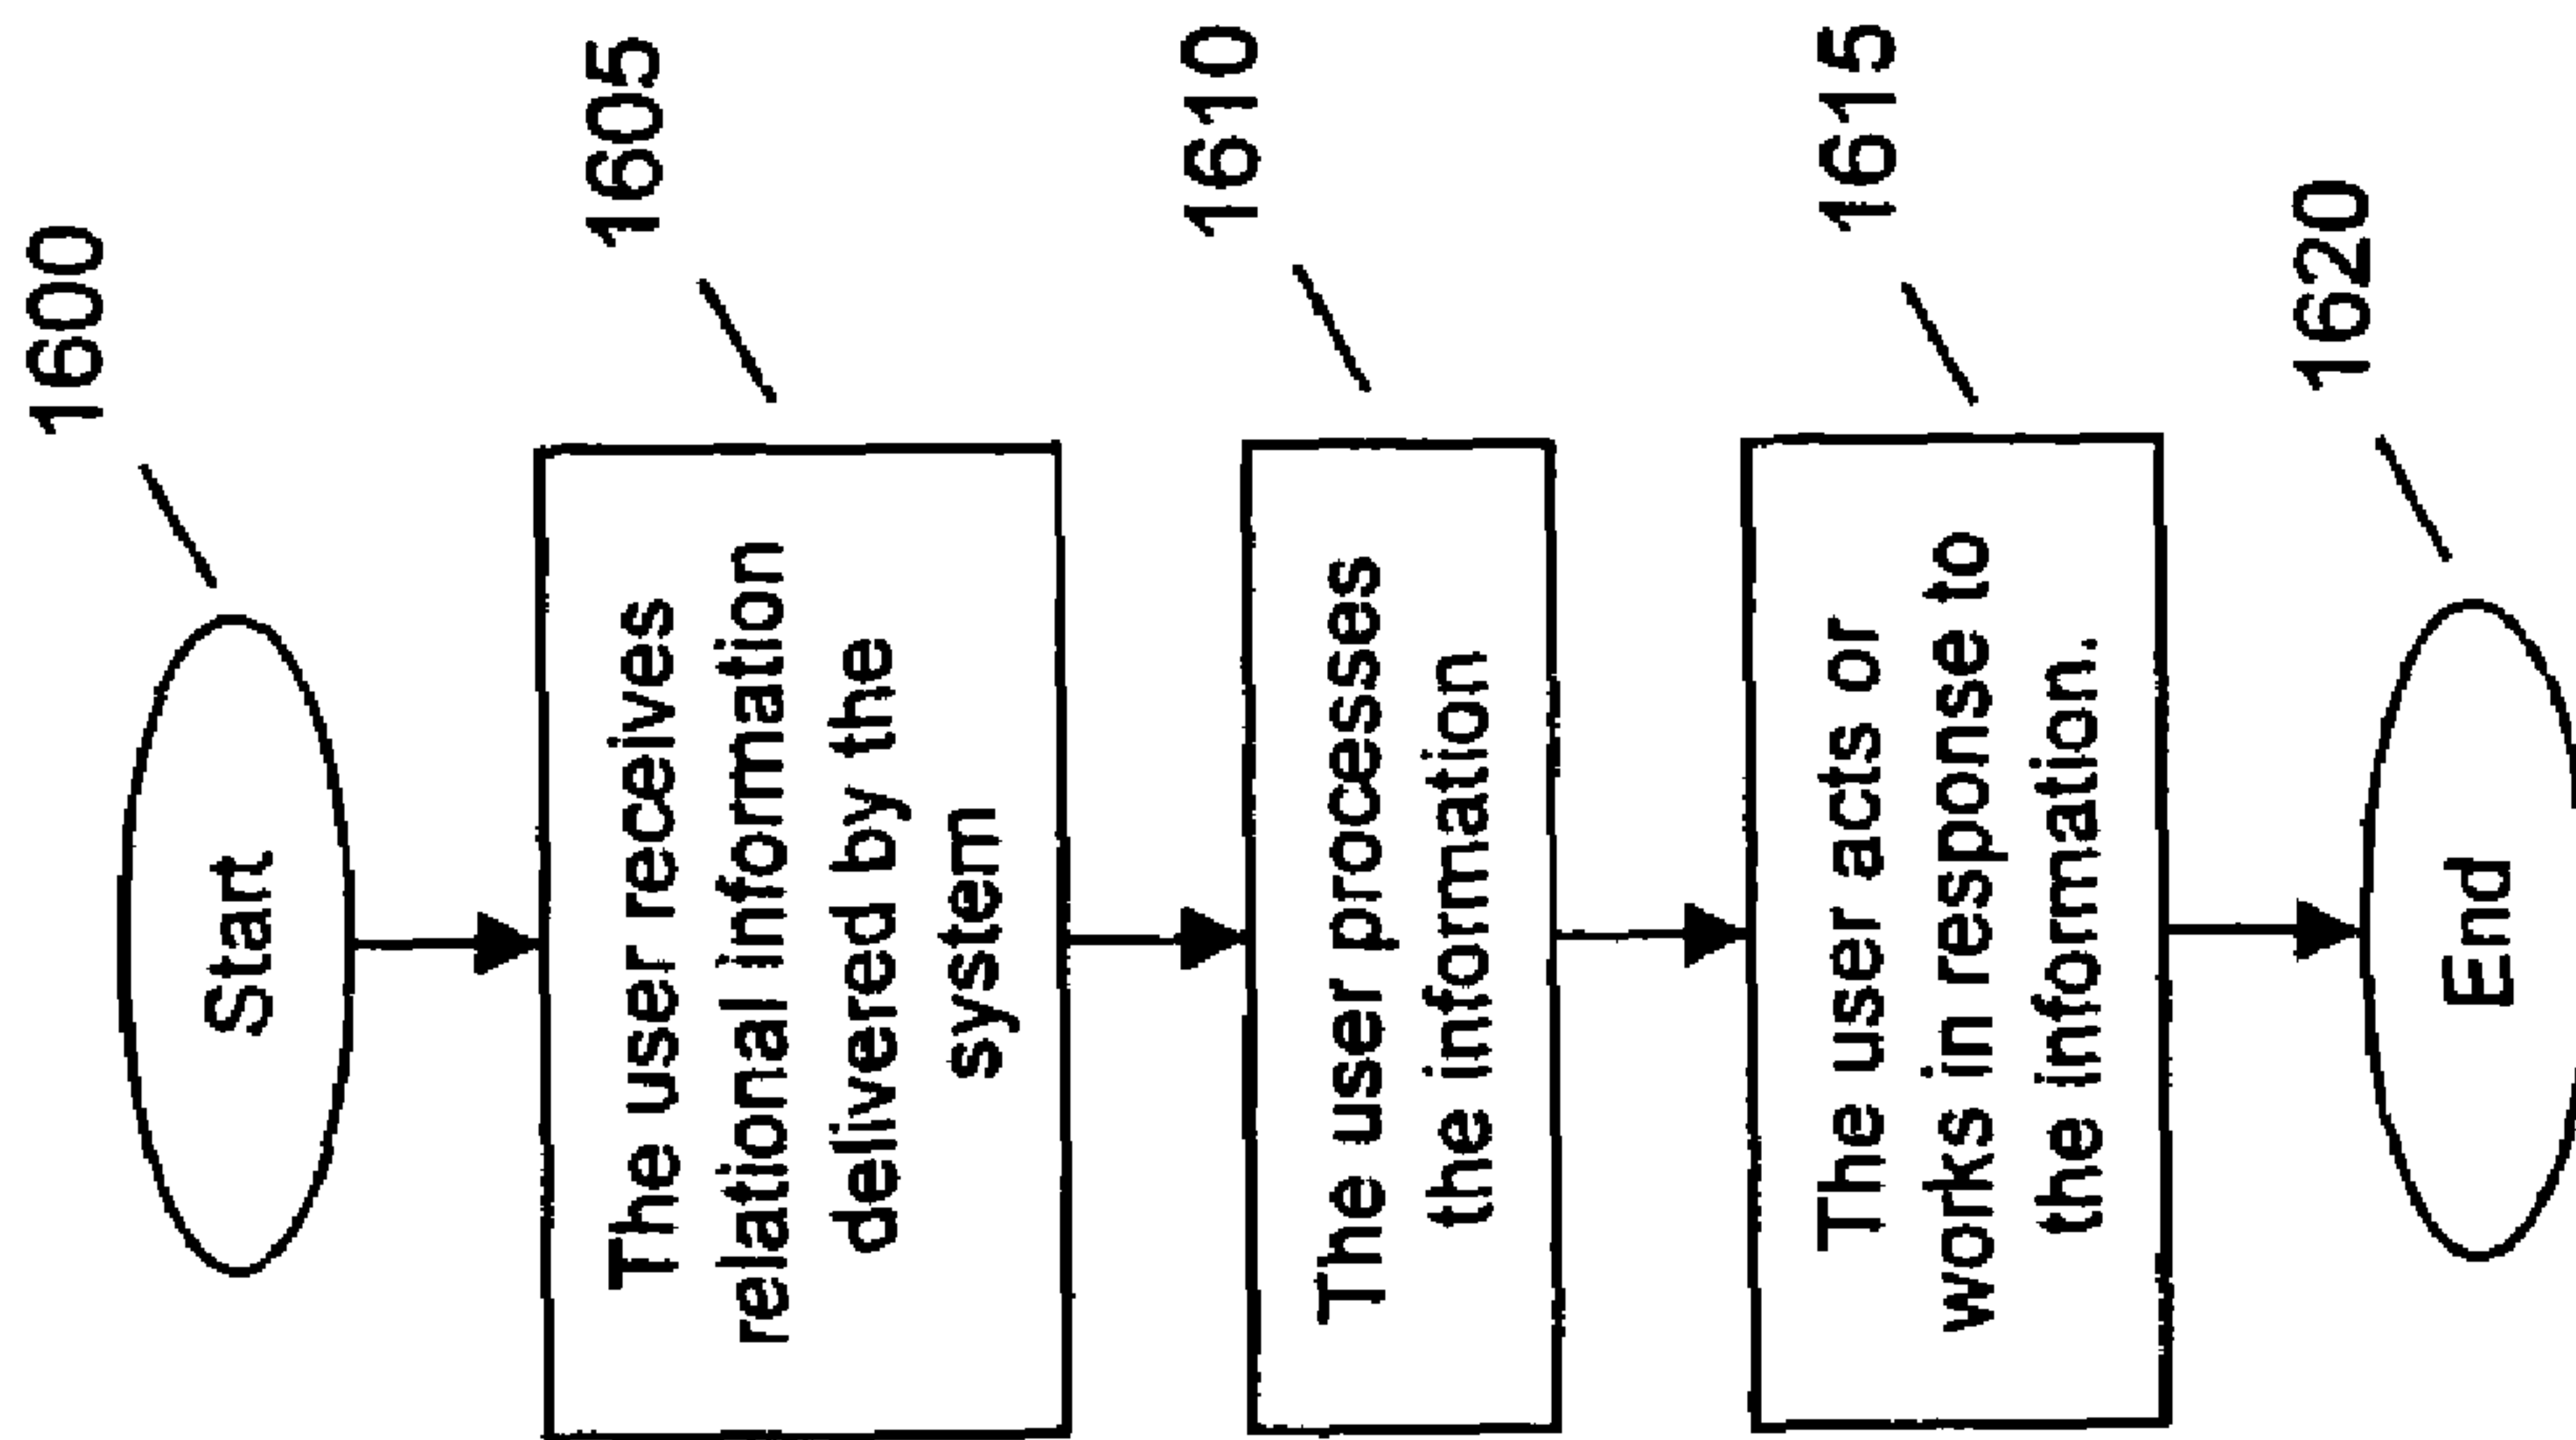 1600
Start
1605
The user receives
relational information
delivered by the
system
1610
The user processes
the information
1615
The user acts or
works in response to
the information.
1620
End